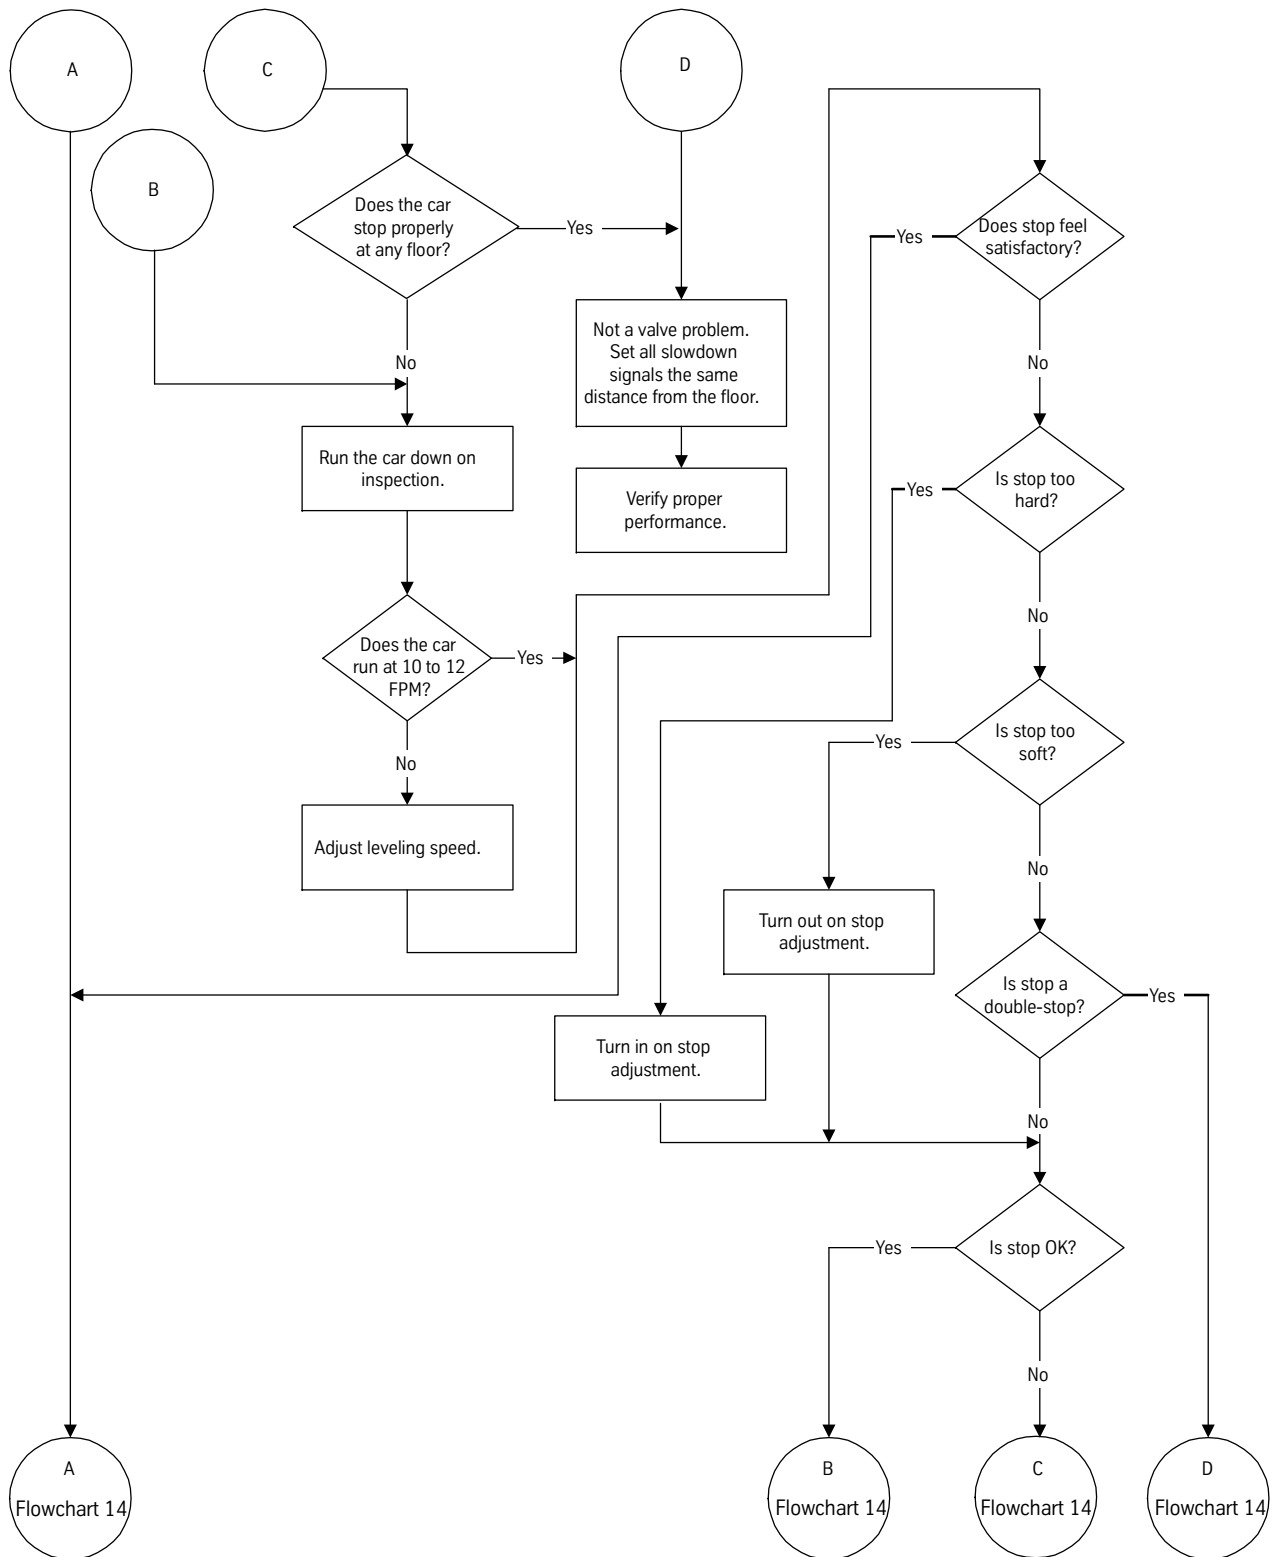 A
C
D
B
Does the car
stop properly
at any floor?
Yes
No
Not a valve problem.
Set all slowdown
signals the same
distance from the floor.
Verify proper
performance.
Run the car down on
inspection.
Does the car
run at 10 to 12
FPM?
Yes
No
Adjust leveling speed.
Does stop feel
satisfactory?
Yes
No
Is stop too
hard?
Yes
No
Is stop too
soft?
Yes
No
Turn out on stop
adjustment.
Turn in on stop
adjustment.
Is stop a
double-stop?
Yes
No
Is stop OK?
Yes
No
A
Flowchart 14
B
Flowchart 14
C
Flowchart 14
D
Flowchart 14